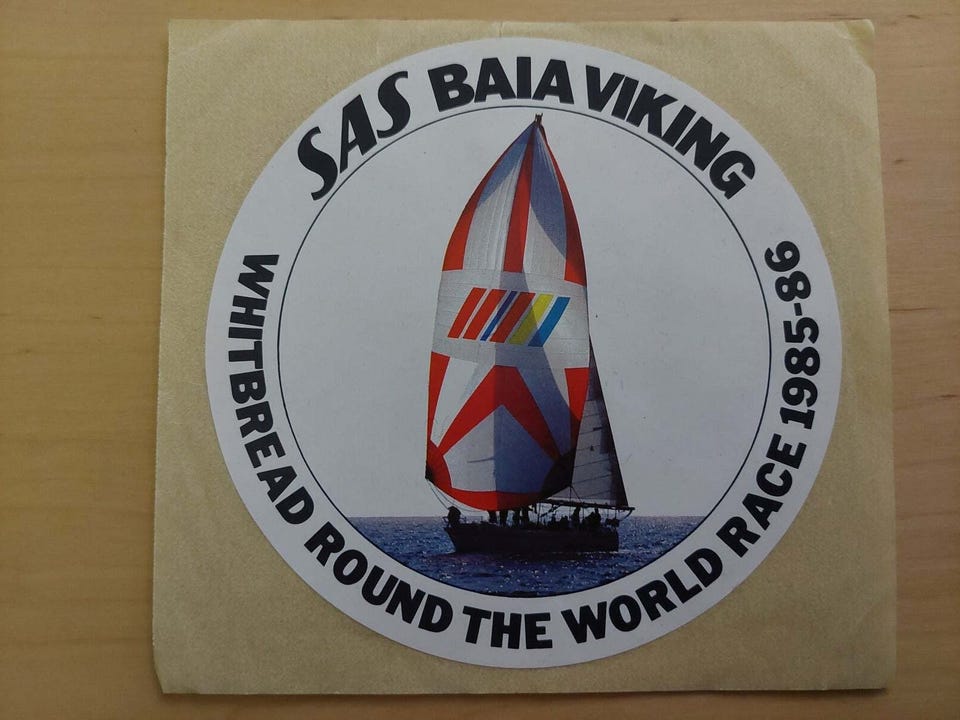 SAS BAIA VIKING
WHITBREAD ROUND THE WORLD RACE 1985-86